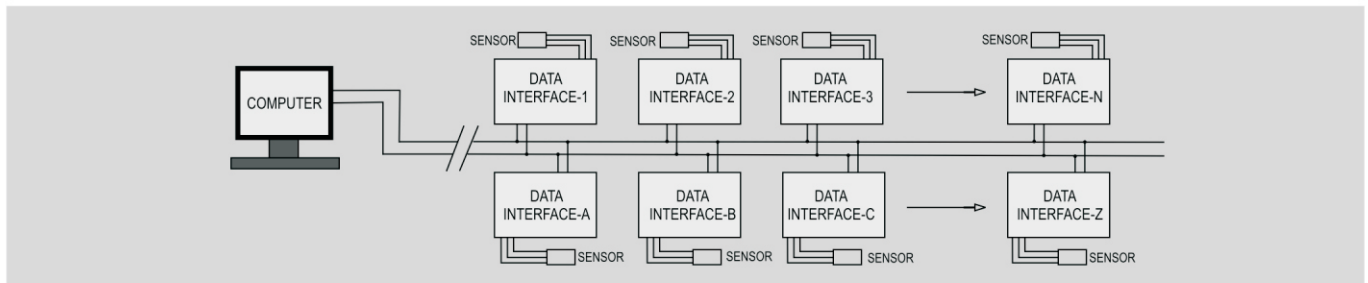 SENSOR
SENSOR
SENSOR
SENSOR
COMPUTER
DATA
INTERFACE-1
DATA
INTERFACE-2
DATA
INTERFACE-3
DATA
INTERFACE-N
DATA
INTERFACE-A
DATA
INTERFACE-B
DATA
INTERFACE-C
DATA
INTERFACE-Z
SENSOR
SENSOR
SENSOR
SENSOR